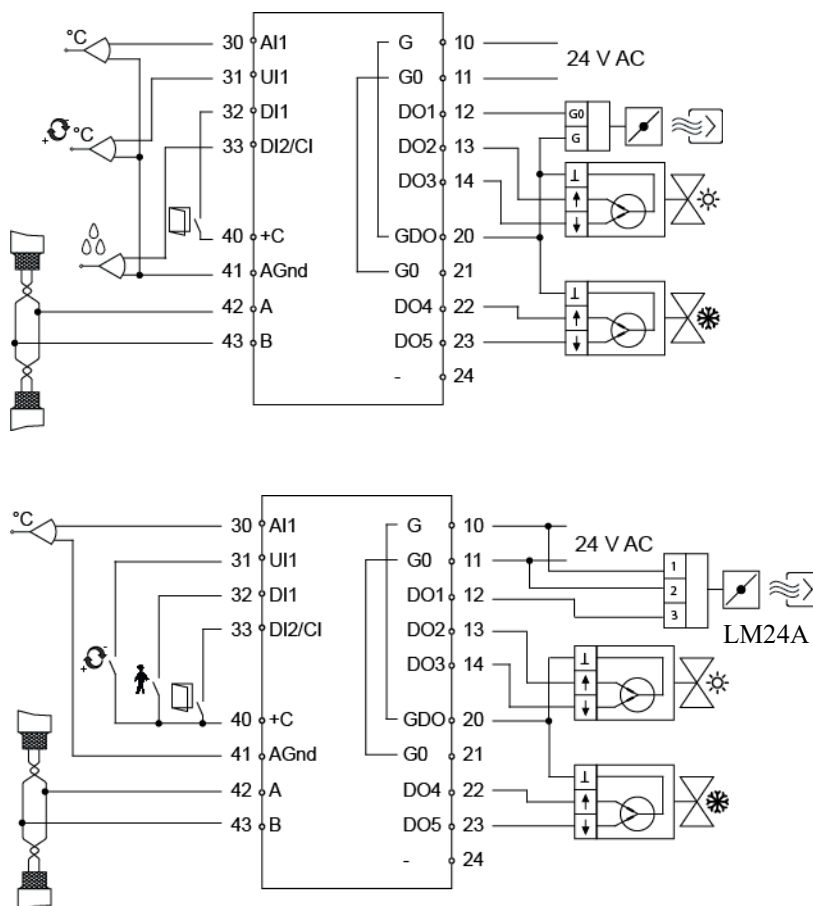 °C 30 AI1 G 10
31 UI1 G0 11 24 V AC
32 DI1 DO1 12 G0
+ - °C 33 DI2/CI DO2 13 G
DO3 14 ⊥ ↑ ↓
40 +C GDO 20
41 AGnd G0 21
42 A DO4 22 ⊥ ↑ ↓
43 B DO5 23
- 24
°C 30 AI1 G 10
31 UI1 G0 11 24 V AC
32 DI1 DO1 12 1
33 DI2/CI DO2 13 2
3
LM24A
DO3 14 ⊥ ↑ ↓
+ - 40 +C GDO 20
41 AGnd G0 21
42 A DO4 22 ⊥ ↑ ↓
43 B DO5 23
- 24